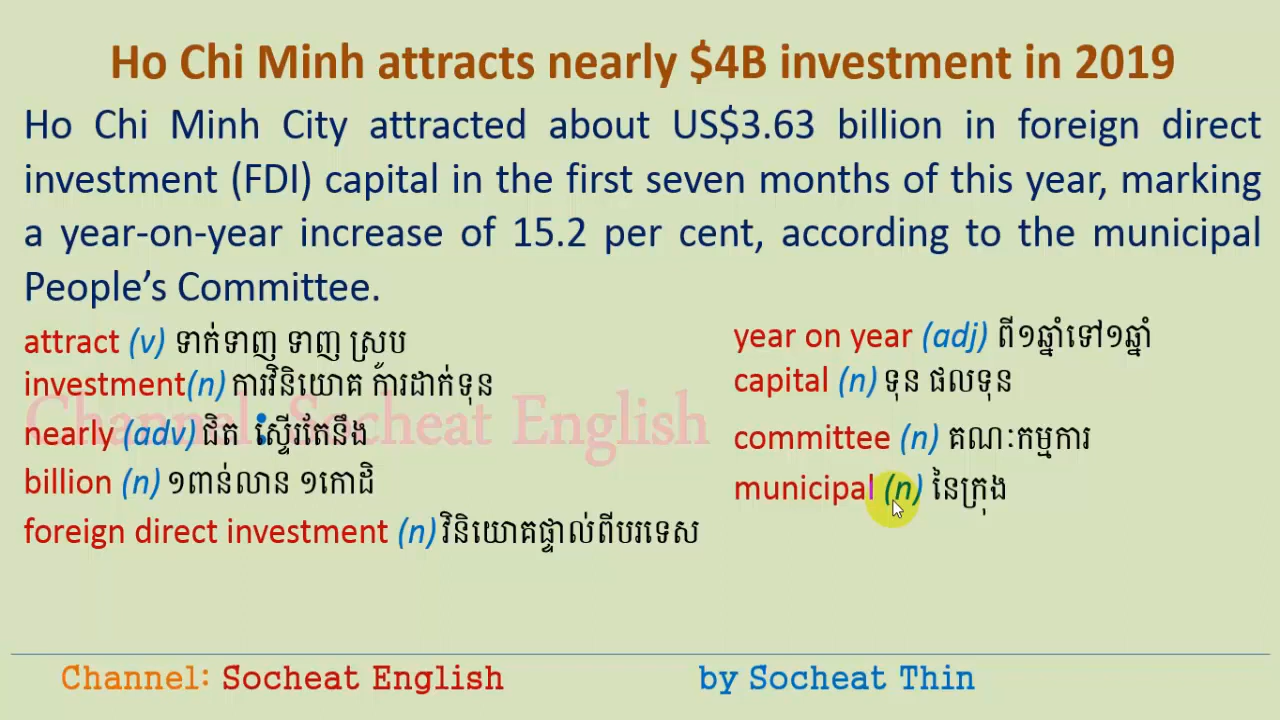 Ho Chi Minh attracts nearly $4B investment in 2019
Ho Chi Minh City attracted about US$3.63 billion in foreign direct
investment (FDI) capital in the first seven months of this year, marking
a year-on-year increase of 15.2 per cent, according to the municipal
People’s Committee.
attract (v) ទាក់ទាញ ទាញ ស្រូប
investment(n) ការវិនិយោគ ការដាក់ទុន
nearly (adv) ជិត ស្ទើរតែនឹង
billion (n) ១ពាន់លាន ១កោដិ
foreign direct investment (n) វិនិយោគផ្ទាល់ពីបរទេស
year on year (adj) ពី១ឆ្នាំទៅ១ឆ្នាំ
capital (n) ទុន ផលទុន
committee (n) គណៈកម្មការ
municipal (n) នៃក្រុង
Channel: Socheat English
Channel: Socheat English
by Socheat Thin